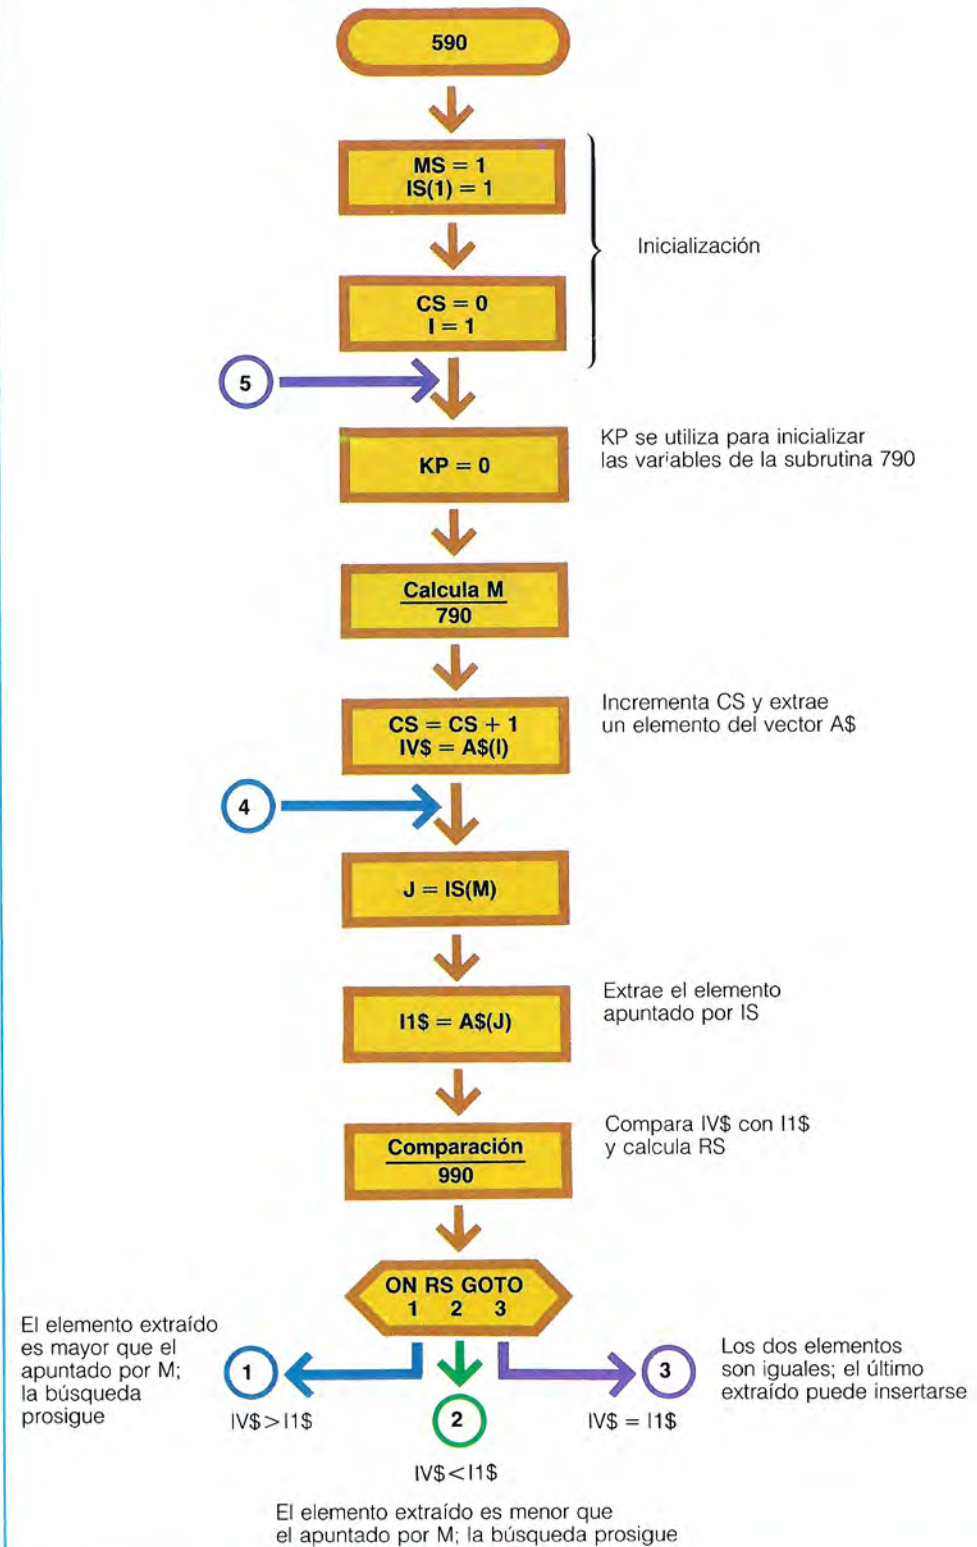 590
MS = 1
IS(1) = 1
Inicialización
CS = 0
I = 1
5
KP = 0
KP se utiliza para inicializar
las variables de la subrutina 790
Calcula M
790
CS = CS + 1
IV$ = A$(I)
Incrementa CS y extrae
un elemento del vector A$
4
J = IS(M)
I1$ = A$(J)
Extrae el elemento
apuntado por IS
Comparación
990
Compara IV$ con I1$
y calcula RS
ON RS GOTO
1 2 3
El elemento extraído
es mayor que el
apuntado por M;
la búsqueda
prosigue
1
IV$>I1$
2
IV$<I1$
El elemento extraído es menor que
el apuntado por M; la búsqueda prosigue
3
IV$ = I1$
Los dos elementos
son iguales; el último
extraído puede insertarse